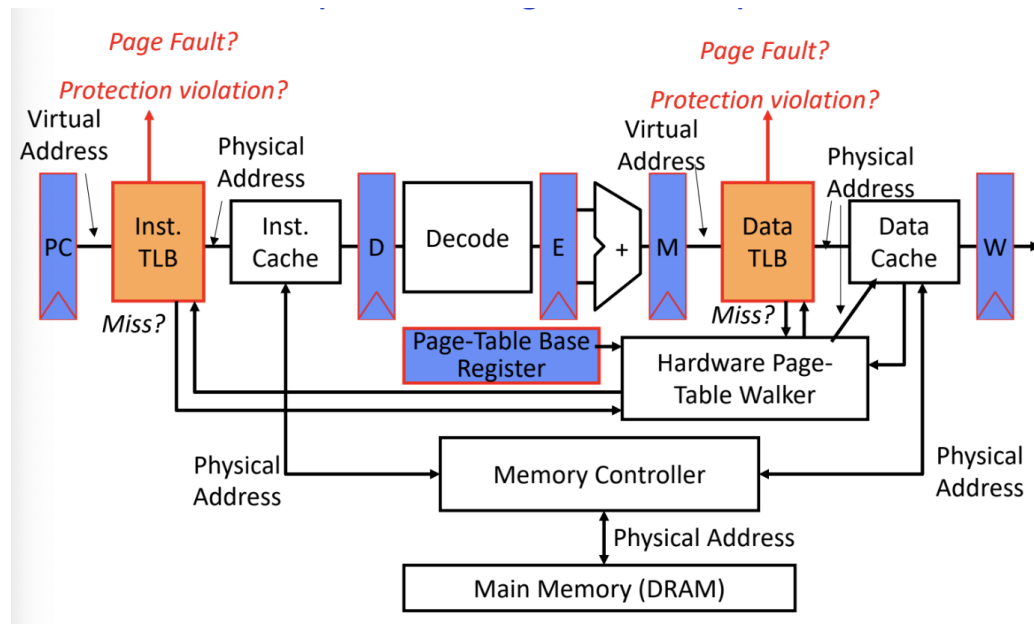 Page Fault?
Protection violation?
Page Fault?
Protection violation?
Virtual
Address
Physical
Address
Virtual
Address
Physical
Address
PC
Inst.
TLB
Inst.
Cache
D
Decode
E
+
M
Data
TLB
Data
Cache
W
Miss?
Miss?
Page-Table Base
Register
Hardware Page-
Table Walker
Physical
Address
Memory Controller
Physical
Address
Physical Address
Main Memory (DRAM)